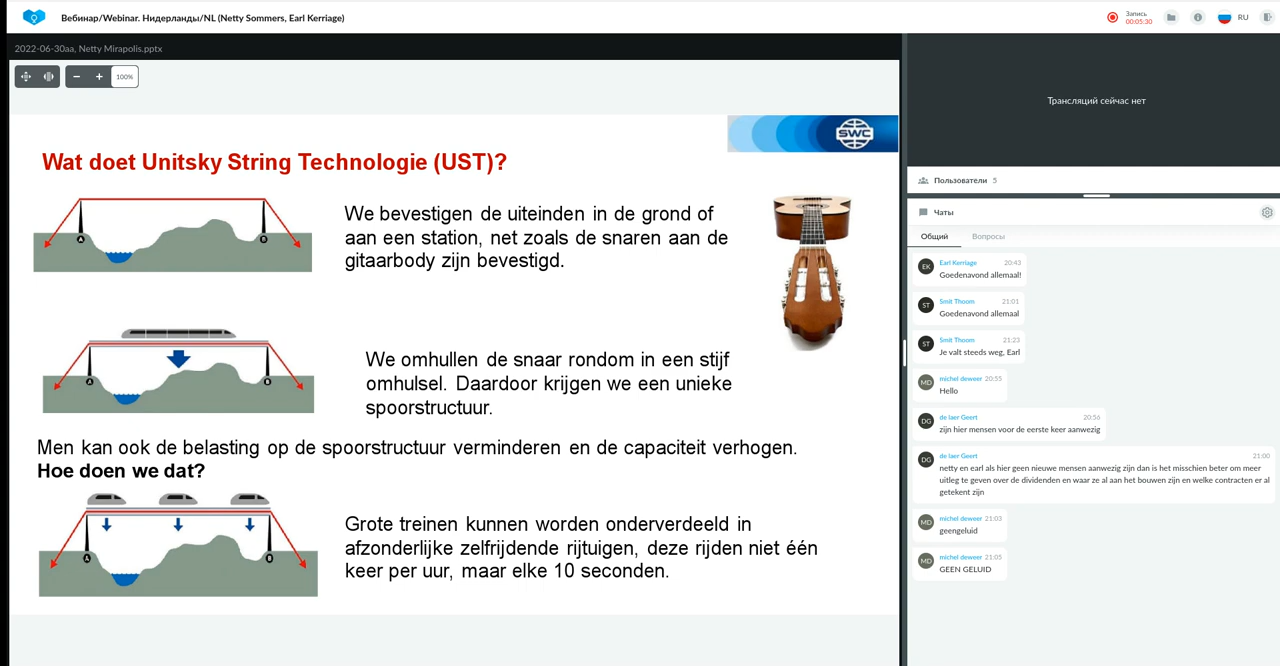 Вебинар/Webinar. Нидерланды/NL (Netty Sommers, Earl Kerriage)
Запись
00:05:30
RU
2022-06-30aa, Netty Mirapolis.pptx
100%
SWC
Wat doet Unitsky String Technologie (UST)?
A
B
We bevestigen de uiteinden in de grond of
aan een station, net zoals de snaren aan de
gitaarbody zijn bevestigd.
A
B
We omhullen de snaar rondom in een stijf
omhulsel. Daardoor krijgen we een unieke
spoorstructuur.
Men kan ook de belasting op de spoorstructuur verminderen en de capaciteit verhogen.
Hoe doen we dat?
A
B
Grote treinen kunnen worden onderverdeeld in
afzonderlijke zelfrijdende rijtuigen, deze rijden niet één
keer per uur, maar elke 10 seconden.
Трансляций сейчас нет
Пользователи 5
Чаты
Общий Вопросы
EK Earl Kerriage 20:43
Goedenavond allemaal!
ST Smit Thoom 21:01
Goedenavond allemaal
ST Smit Thoom 21:23
Je valt steeds weg, Earl
MD michel deweer 20:55
Hello
DG de laer Geert 20:56
zijn hier mensen voor de eerste keer aanwezig
DG de laer Geert 21:00
netty en earl als hier geen nieuwe mensen aanwezig zijn dan is het misschien beter om meer
uitleg te geven over de dividenden en waar ze al aan het bouwen zijn en welke contracten er al
getekent zijn
MD michel deweer 21:03
geengeluid
MD michel deweer 21:05
GEEN GELUID